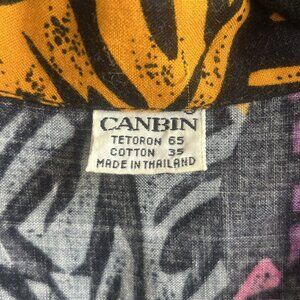 CANBIN
TETORON 65
COTTON 35
MADE IN THAILAND